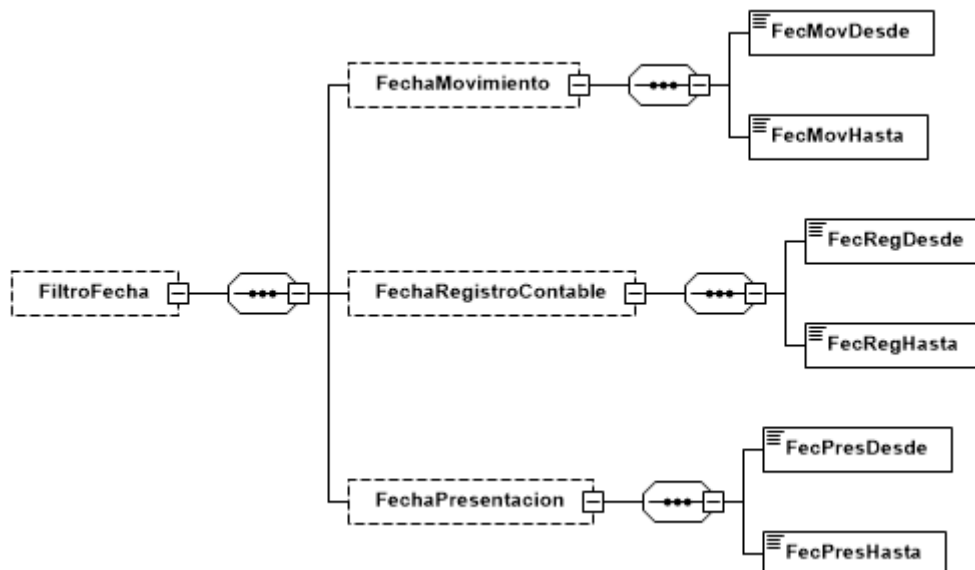 FecMovDesde
FechaMovimiento
FecMovHasta
FecRegDesde
FiltroFecha
FechaRegistroContable
FecRegHasta
FecPresDesde
FechaPresentacion
FecPresHasta